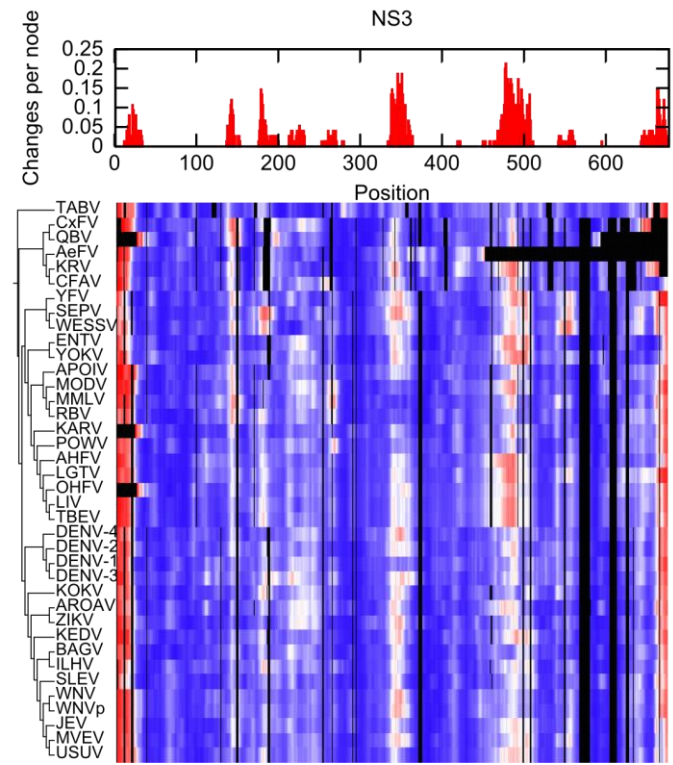 NS3
Changes per node
0.25
0.2
0.15
0.1
0.05
0
0 100 200 300 400 500 600
Position
TABV
CxFV
QBV
AeFV
KRV
CFAV
YFV
SEPV
WESSV
ENTV
YOKV
APOIV
MODV
MMLV
RBV
KARV
POWV
AHFV
LGTV
OHFV
LIV
TBEV
DENV-4
DENV-2
DENV-1
DENV-3
KOKV
AROAV
ZIKV
KEDV
BAGV
ILHV
SLEV
WNV
WNVp
JEV
MVEV
USUV